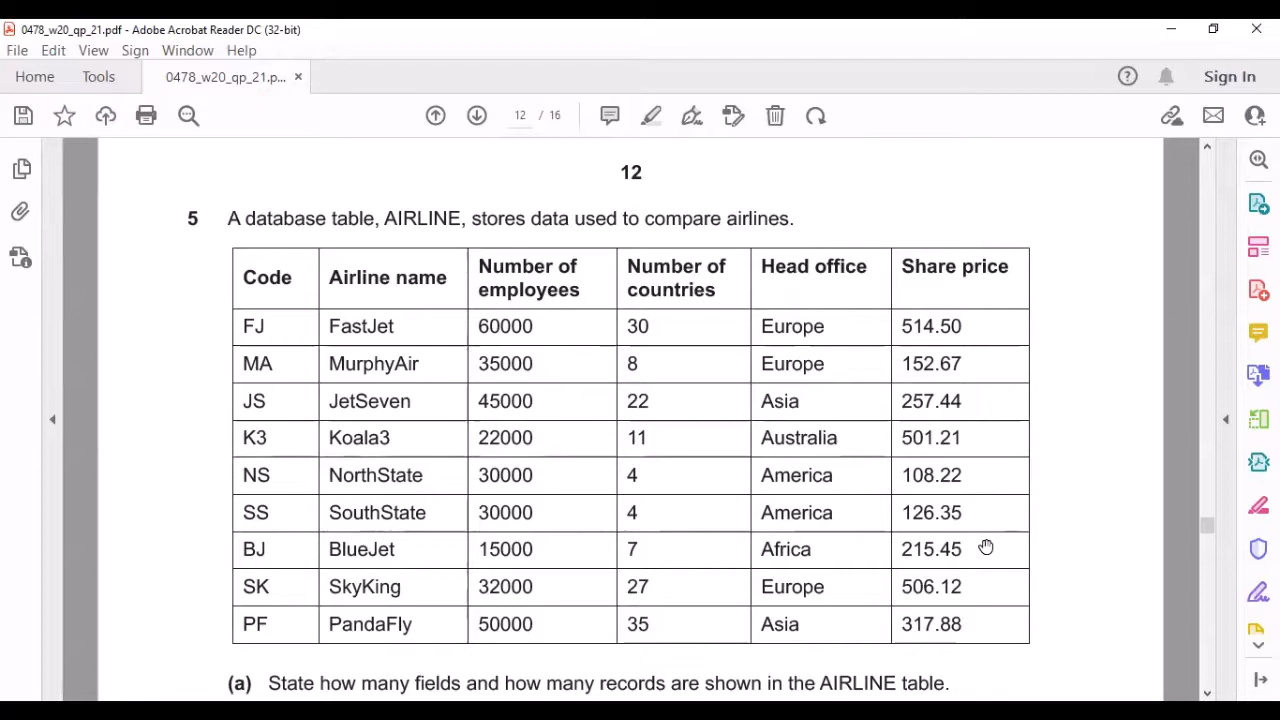 0478_w20_qp_21.pdf - Adobe Acrobat Reader DC (32-bit)
File Edit View Sign Window Help
Home Tools 0478_w20_qp_21.p... × Sign In
12 / 16
12
5 A database table, AIRLINE, stores data used to compare airlines.
Code Airline name Number of employees Number of countries Head office Share price
FJ FastJet 60000 30 Europe 514.50
MA MurphyAir 35000 8 Europe 152.67
JS JetSeven 45000 22 Asia 257.44
K3 Koala3 22000 11 Australia 501.21
NS NorthState 30000 4 America 108.22
SS SouthState 30000 4 America 126.35
BJ BlueJet 15000 7 Africa 215.45
SK SkyKing 32000 27 Europe 506.12
PF PandaFly 50000 35 Asia 317.88
(a) State how many fields and how many records are shown in the AIRLINE table.